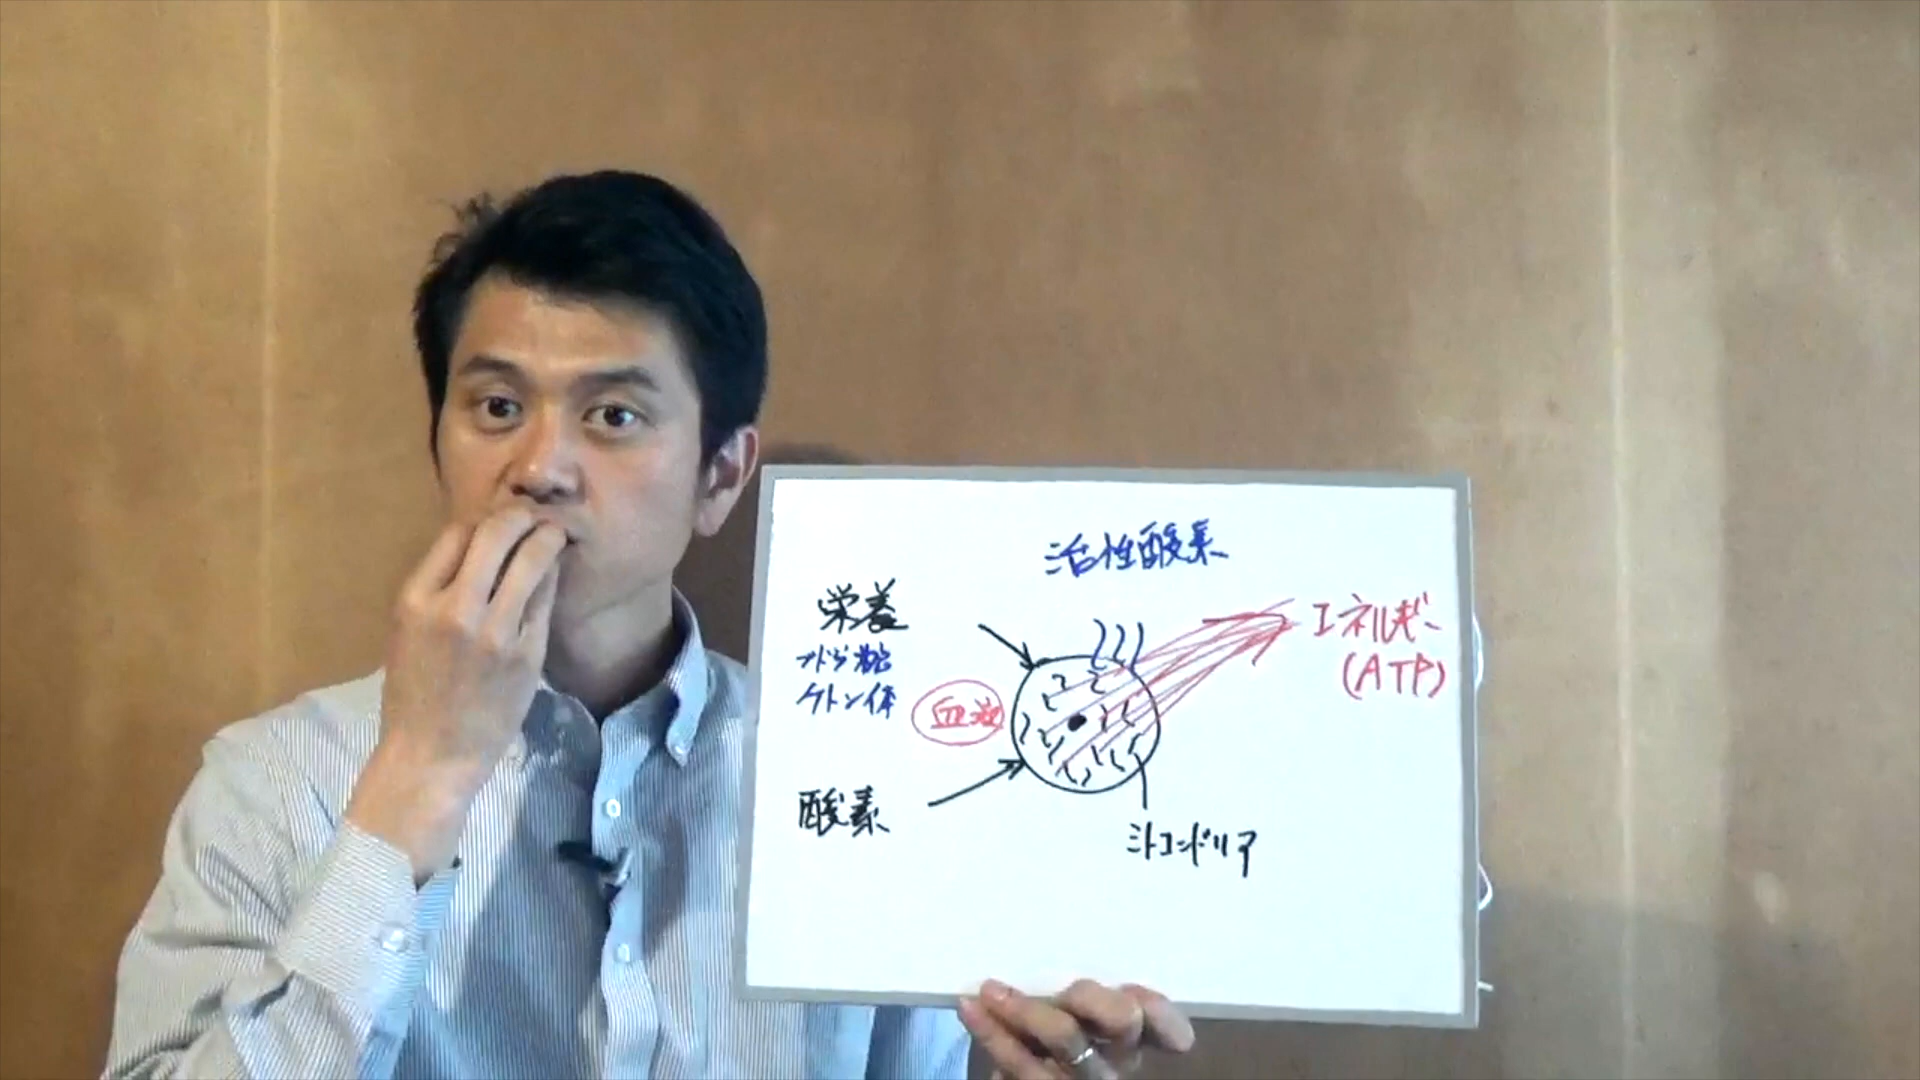 活性酸素
栄養
ブドウ糖
ケトン体
血液
酸素
エネルギー
(ATP)
ミトコンドリア